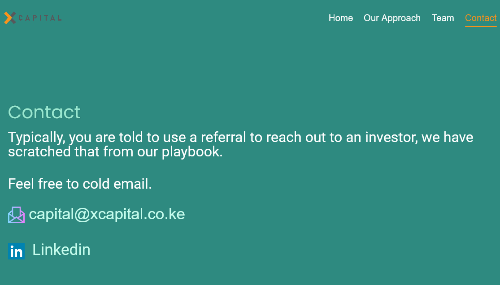 X CAPITAL
Home Our Approach Team Contact
Contact
Typically, you are told to use a referral to reach out to an investor, we have
scratched that from our playbook.
Feel free to cold email.
capital@xcapital.co.ke
in Linkedin